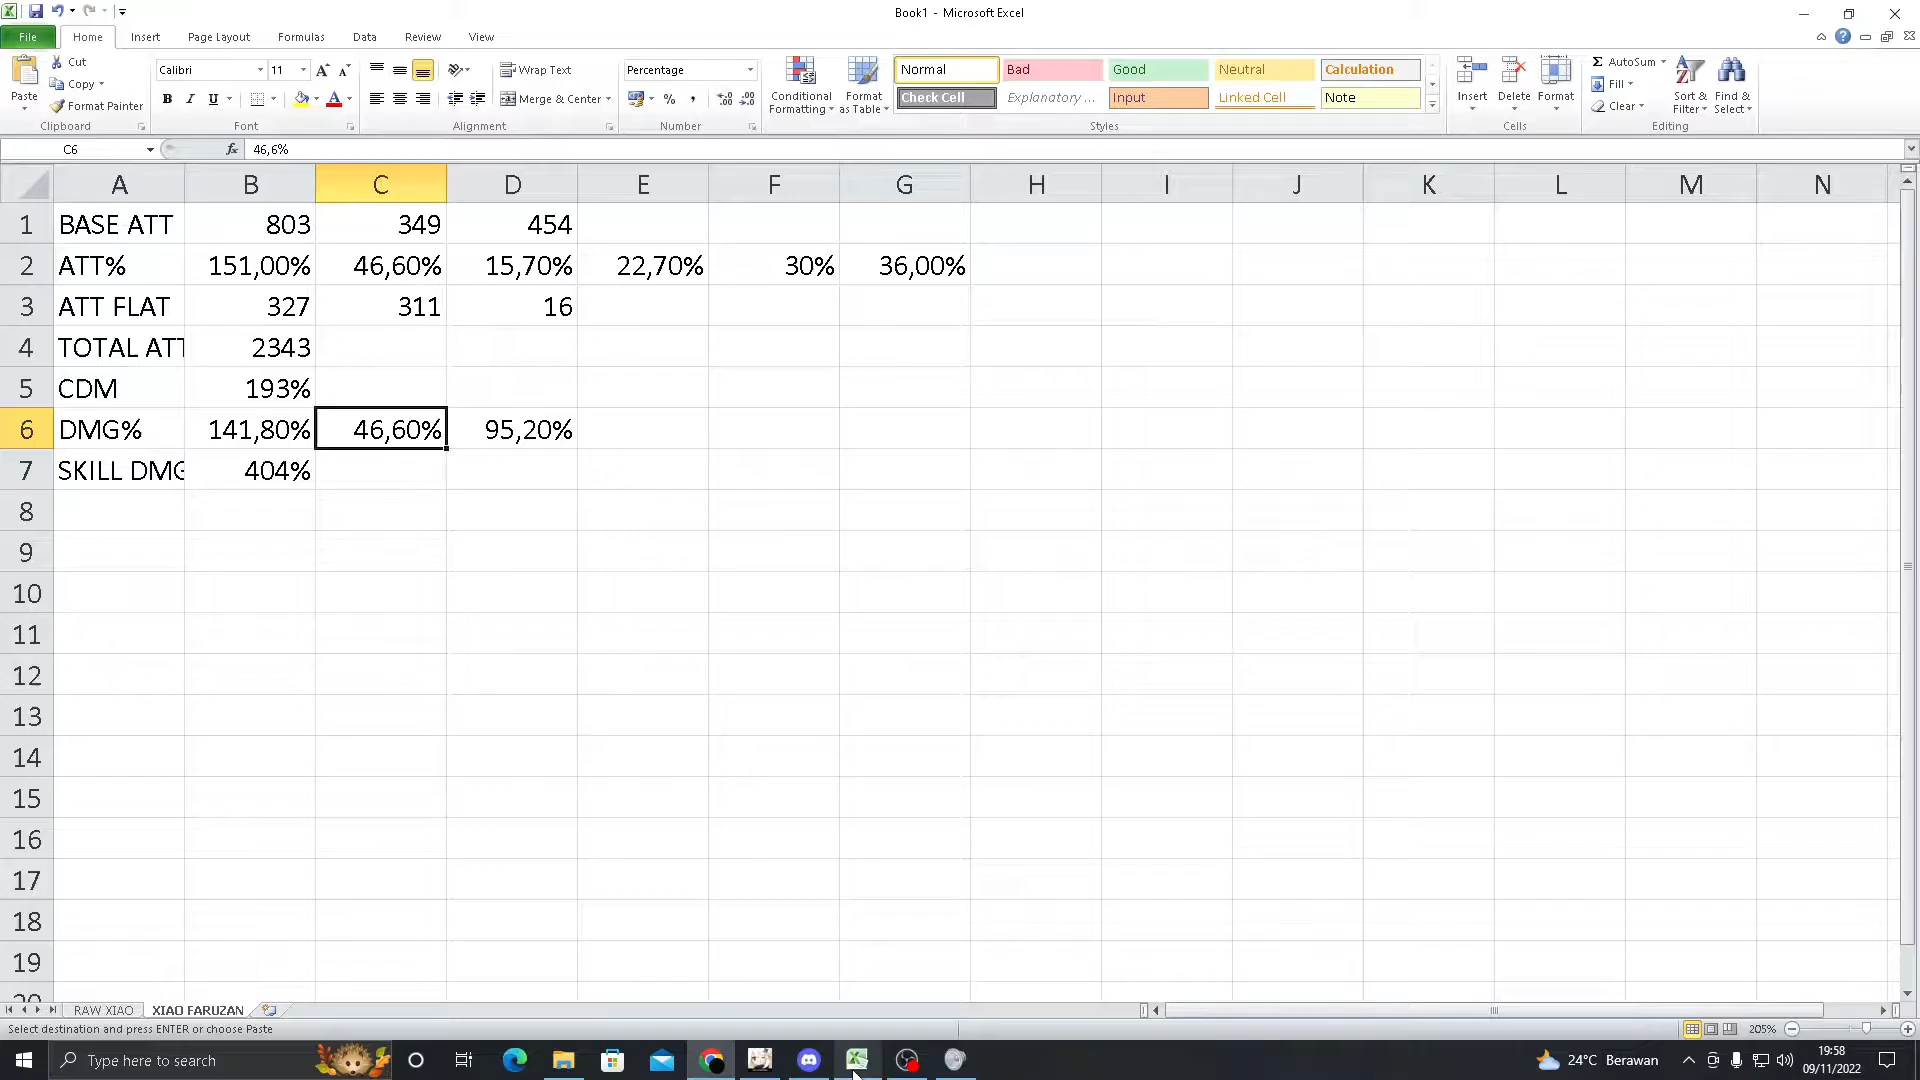 Book1 - Microsoft Excel
File Home Insert Page Layout Formulas Data Review View
Paste
Cut
Copy
Format Painter
Clipboard
Calibri 11
B I U
Font
Wrap Text
Merge & Center
Alignment
Percentage
Number
Conditional Formatting
Format as Table
Normal Bad Good Neutral Calculation
Check Cell Explanatory ... Input Linked Cell Note
Styles
Insert Delete Format
Cells
Σ AutoSum
Fill
Clear
Sort & Filter
Find & Select
Editing
C6 fx 46,6%
A B C D E F G H I J K L M N
1 BASE ATT 803 349 454
2 ATT% 151,00% 46,60% 15,70% 22,70% 30% 36,00%
3 ATT FLAT 327 311 16
4 TOTAL ATT 2343
5 CDM 193%
6 DMG% 141,80% 46,60% 95,20%
7 SKILL DMG 404%
8
9
10
11
12
13
14
15
16
17
18
19
20
RAW XIAO XIAO FARUZAN
Select destination and press ENTER or choose Paste
205%
Type here to search
24°C Berawan
19:58
09/11/2022